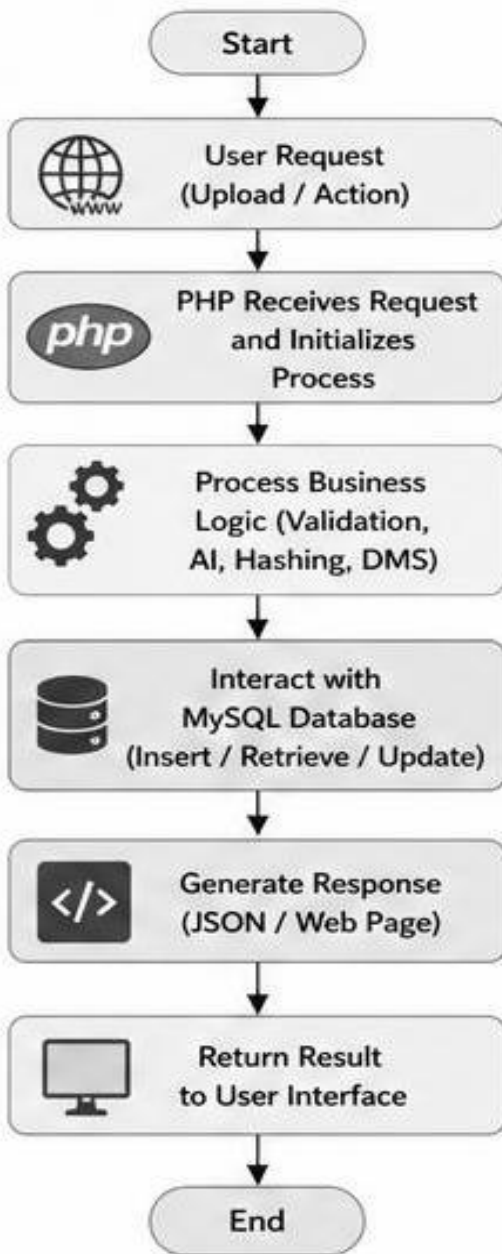 Start
User Request
(Upload / Action)
www
php
PHP Receives Request
and Initializes
Process
Process Business
Logic (Validation,
AI, Hashing, DMS)
Interact with
MySQL Database
(Insert / Retrieve / Update)
</>
Generate Response
(JSON / Web Page)
Return Result
to User Interface
End